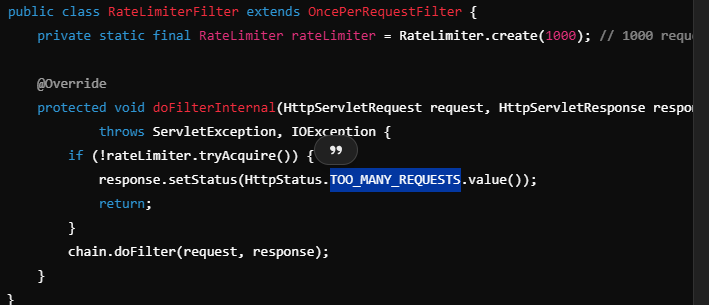 public class RateLimiterFilter extends OncePerRequestFilter {
private static final RateLimiter rateLimiter = RateLimiter.create(1000); // 1000
@Override
protected void doFilterInternal(HttpServletRequest request, HttpServletResponse
throws ServletException, IOException {
if (!rateLimiter.tryAcquire()) {
response.setStatus(HttpStatus.TOO_MANY_REQUESTS.value());
return;
}
chain.doFilter(request, response);
}
}